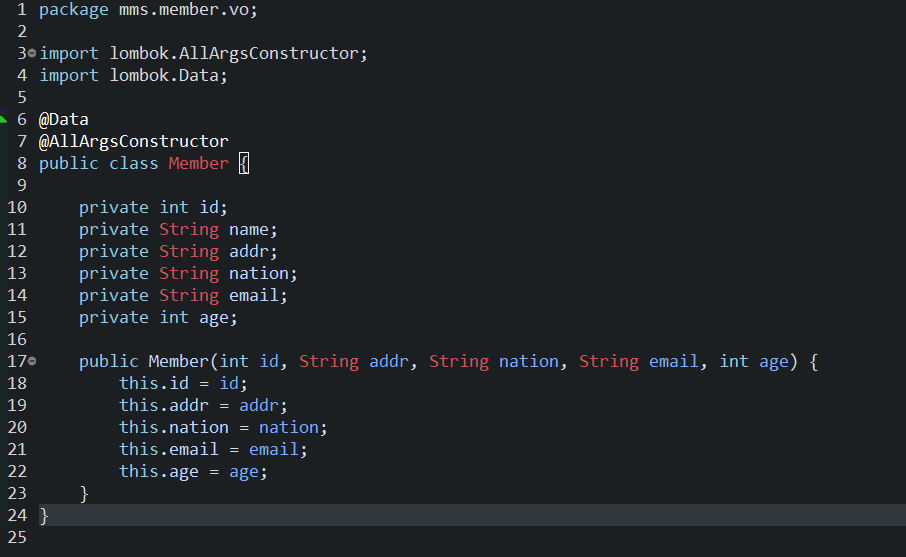 1 package mms.member.vo;
2
3 import lombok.AllArgsConstructor;
4 import lombok.Data;
5
6 @Data
7 @AllArgsConstructor
8 public class Member {
9
10     private int id;
11     private String name;
12     private String addr;
13     private String nation;
14     private String email;
15     private int age;
16
17     public Member(int id, String addr, String nation, String email, int age) {
18         this.id = id;
19         this.addr = addr;
20         this.nation = nation;
21         this.email = email;
22         this.age = age;
23     }
24 }
25